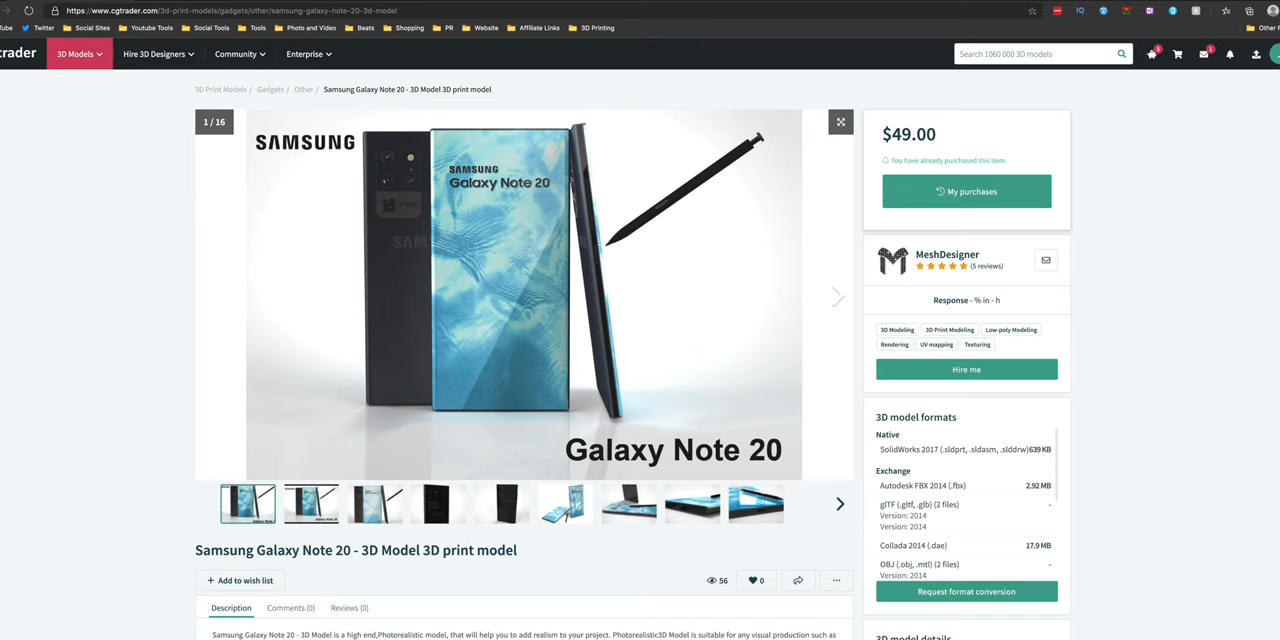 https://www.cgtrader.com/3d-print-models/gadgets/other/samsung-galaxy-note-20-3d-model
Twitter Social Sites Youtube Tools Social Tools Tools Photo and Video Beats Shopping PR Website Affiliate Links 3D Printing Other
trader 3D Models Hire 3D Designers Community Enterprise Search 1060 000 3D models
3D Print Models / Gadgets / Other / Samsung Galaxy Note 20 - 3D Model 3D print model
1 / 16
SAMSUNG
SAMSUNG
Galaxy Note 20
Galaxy Note 20
Samsung Galaxy Note 20 - 3D Model 3D print model
+ Add to wish list
56
0
Description Comments (0) Reviews (0)
Samsung Galaxy Note 20 - 3D Model is a high end,Photorealistic model, that will help you to add realism to your project. Photorealistic3D Model is suitable for any visual production such as
$49.00
You have already purchased this item.
My purchases
MeshDesigner
(5 reviews)
Response - % in - h
3D Modeling 3D Print Modeling Low-poly Modeling
Rendering UV mapping Texturing
Hire me
3D model formats
Native
SolidWorks 2017 (.sldprt, .sldasm, .slddrw) 639 KB
Exchange
Autodesk FBX 2014 (.fbx) 2.92 MB
glTF (.gltf, .glb) (2 files) -
Version: 2014
Version: 2014
Collada 2014 (.dae) 17.9 MB
OBJ (.obj, .mtl) (2 files) -
Version: 2014
Request format conversion
3D model details